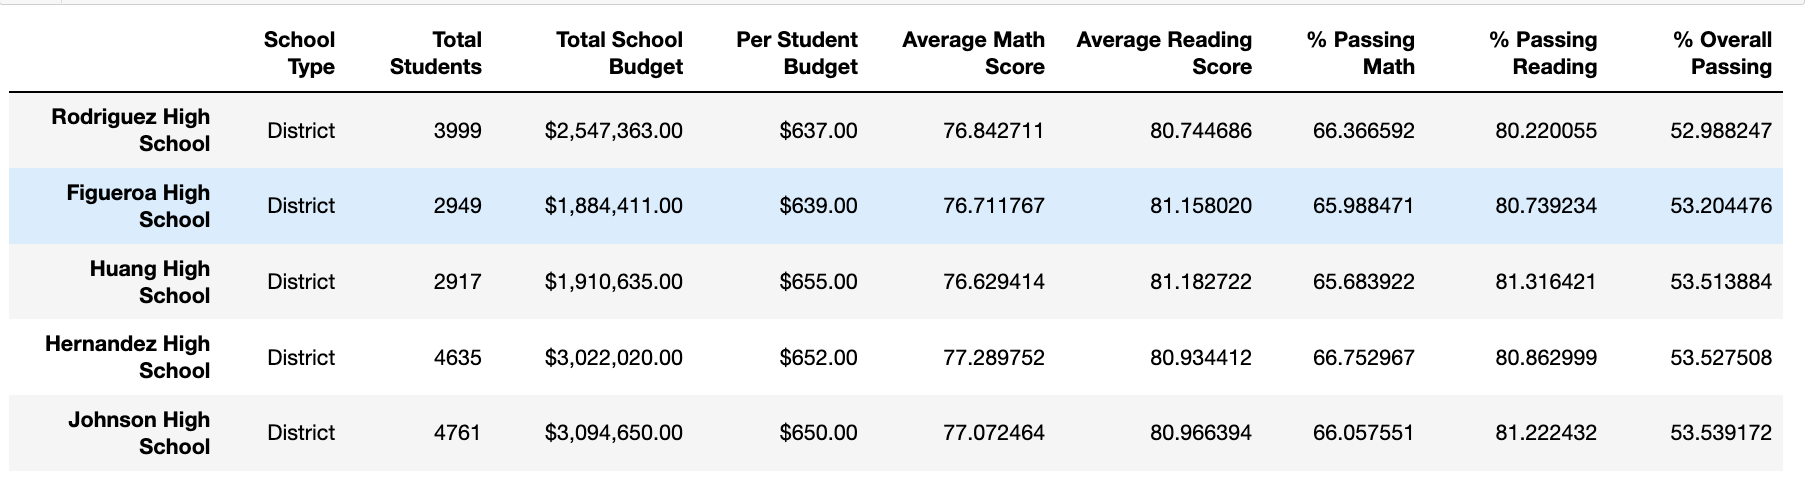 School Type Total Students Total School Budget Per Student Budget Average Math Score Average Reading Score % Passing Math % Passing Reading % Overall Passing
Rodriguez High School District 3999 $2,547,363.00 $637.00 76.842711 80.744686 66.366592 80.220055 52.988247
Figueroa High School District 2949 $1,884,411.00 $639.00 76.711767 81.158020 65.988471 80.739234 53.204476
Huang High School District 2917 $1,910,635.00 $655.00 76.629414 81.182722 65.683922 81.316421 53.513884
Hernandez High School District 4635 $3,022,020.00 $652.00 77.289752 80.934412 66.752967 80.862999 53.527508
Johnson High School District 4761 $3,094,650.00 $650.00 77.072464 80.966394 66.057551 81.222432 53.539172